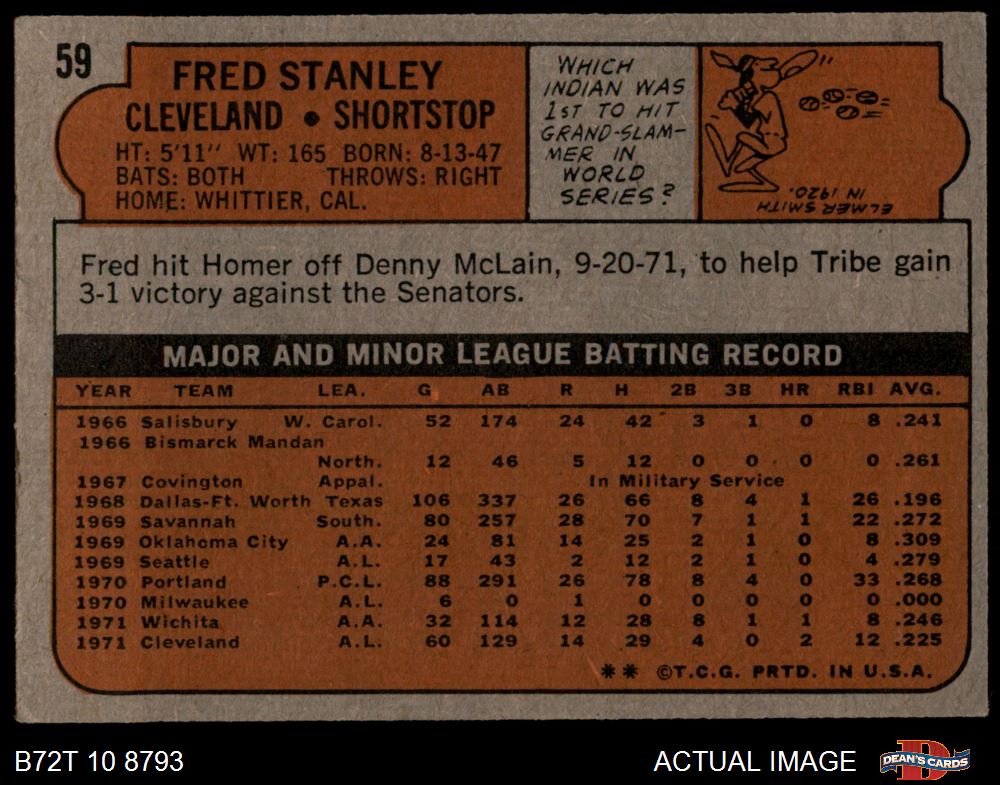 59
FRED STANLEY
CLEVELAND • SHORTSTOP
HT: 5'11" WT: 165 BORN: 8-13-47
BATS: BOTH THROWS: RIGHT
HOME: WHITTIER, CAL.
WHICH
INDIAN WAS
1ST TO HIT
GRAND-SLAM-
MER IN
WORLD
SERIES?
ELMER SMITH
IN 1920.
Fred hit Homer off Denny McLain, 9-20-71, to help Tribe gain
3-1 victory against the Senators.
MAJOR AND MINOR LEAGUE BATTING RECORD
YEAR TEAM LEA. G AB R H 2B 3B HR RBI AVG.
1966 Salisbury W. Carol. 52 174 24 42 3 1 0 8 .241
1966 Bismarck Mandan
North. 12 46 5 12 0 0 0 0 .261
1967 Covington Appal. In Military Service
1968 Dallas-Ft. Worth Texas 106 337 26 66 8 4 1 26 .196
1969 Savannah South. 80 257 28 70 7 1 1 22 .272
1969 Oklahoma City A.A. 24 81 14 25 2 1 0 8 .309
1969 Seattle A.L. 17 43 2 12 2 1 0 4 .279
1970 Portland P.C.L. 88 291 26 78 8 4 0 33 .268
1970 Milwaukee A.L. 6 0 1 0 0 0 0 0 .000
1971 Wichita A.A. 32 114 12 28 8 1 1 8 .246
1971 Cleveland A.L. 60 129 14 29 4 0 2 12 .225
** ©T.C.G. PRTD. IN U.S.A.
B72T 10 8793 ACTUAL IMAGE DEAN'S CARDS